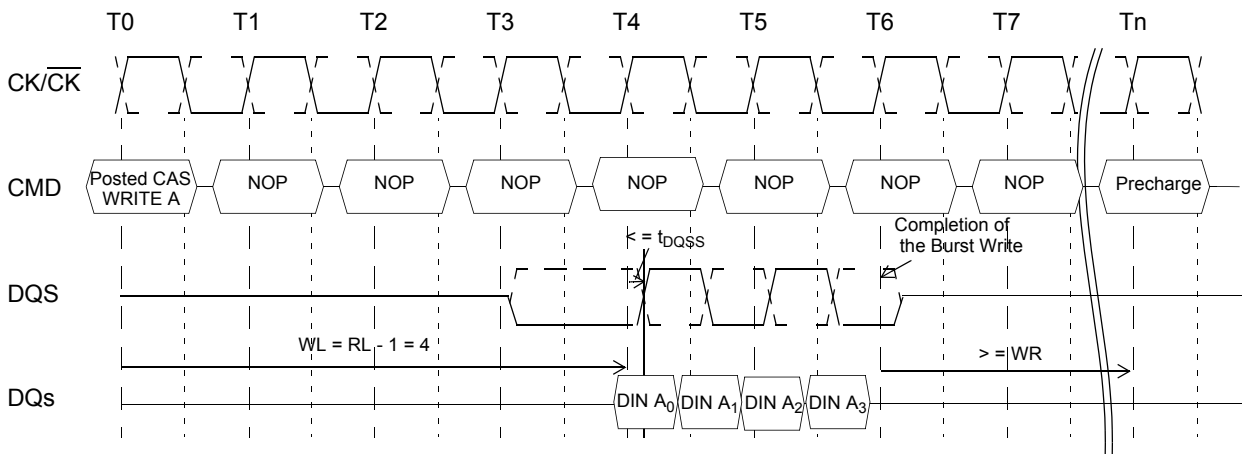 T0 T1 T2 T3 T4 T5 T6 T7 Tn
CK/CK
CMD
Posted CAS
WRITE A
NOP NOP NOP NOP NOP NOP NOP Precharge
< = tDQSS
Completion of
the Burst Write
DQS
WL = RL - 1 = 4
> = WR
DQs
DIN A0 DIN A1 DIN A2 DIN A3